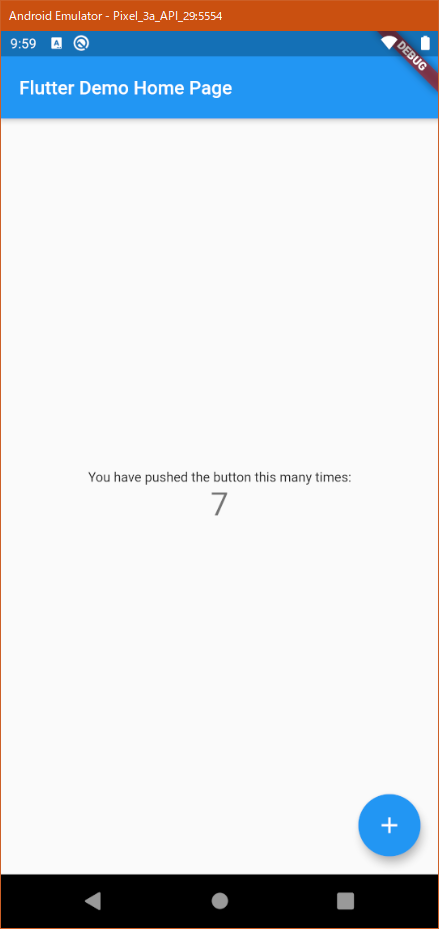 Android Emulator - Pixel_3a_API_29:5554
9:59
DEBUG
Flutter Demo Home Page
You have pushed the button this many times:
7